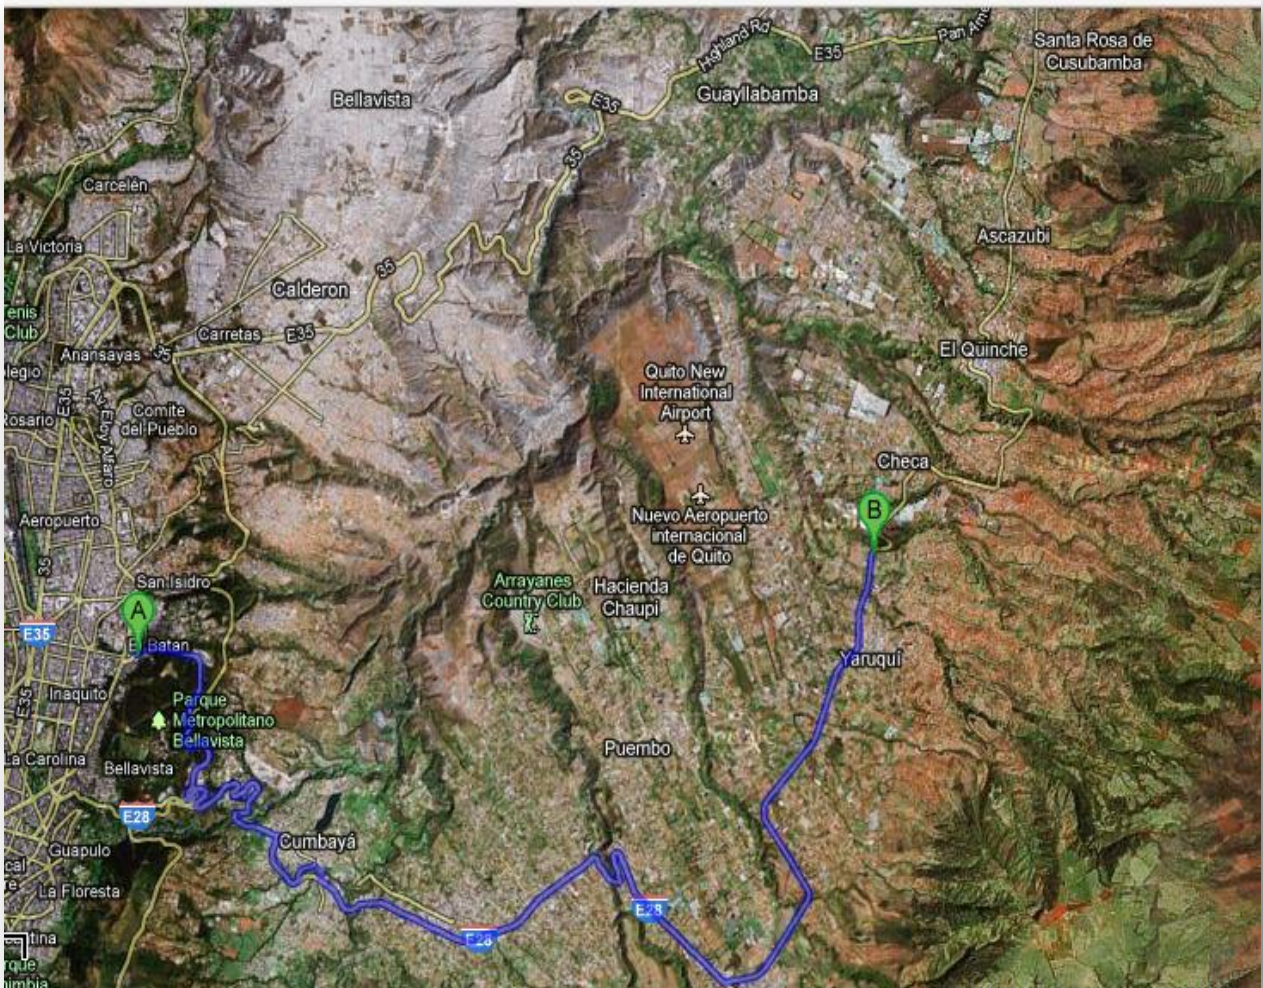 Highland Rd
E35
Pan Am
Santa Rosa de
Cusubamba
Bellavista
E35
Guayllabamba
35
Carcelén
La Victoria
Ascazubi
35
Calderon
enis
Club
Carretas
E35
Anansayas
35
El Quinche
olegio
Quito New
International
Airport
E35
Av Eloy Alfaro
Comite
del Pueblo
Rosario
Checa
B
Aeropuerto
Nuevo Aeropuerto
internacional
de Quito
35
San Isidro
Arrayanes
Country Club
Hacienda
Chaupi
A
E35
El Batan
Yaruquí
Inaquito
E35
Parque
Metropolitano
Bellavista
Puembo
La Carolina
Bellavista
E28
Cumbayá
Guapulo
La Floresta
E28
E28